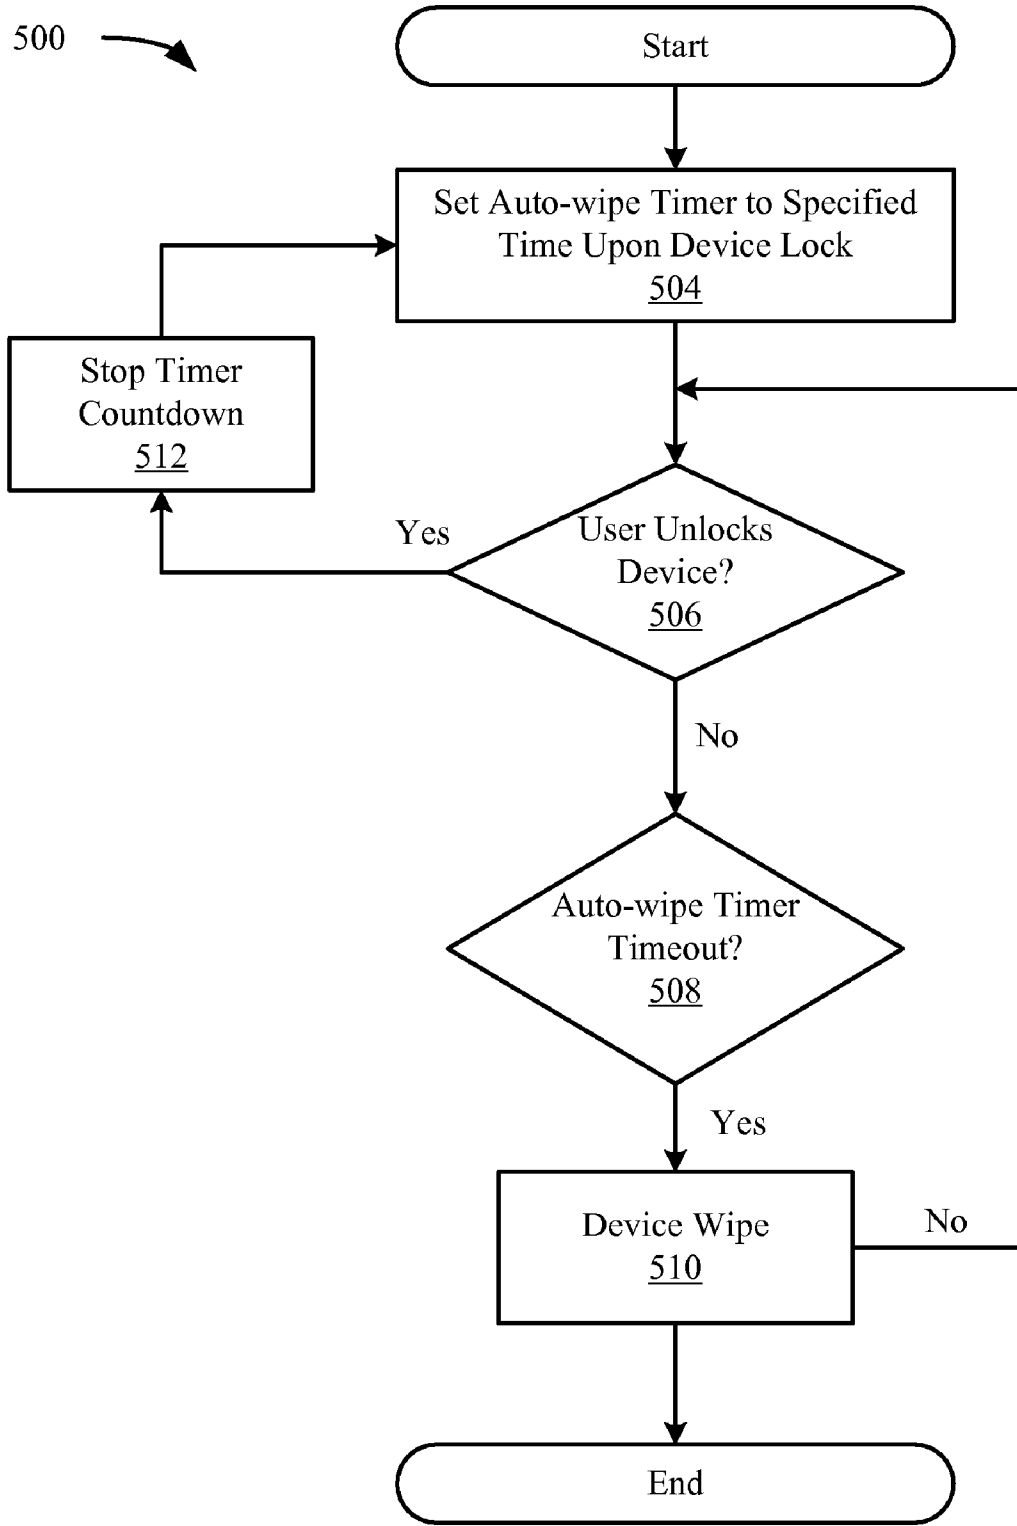 500
Start
Set Auto-wipe Timer to Specified
Time Upon Device Lock
504
Stop Timer
Countdown
512
Yes
User Unlocks
Device?
506
No
Auto-wipe Timer
Timeout?
508
Yes
Device Wipe
510
No
End